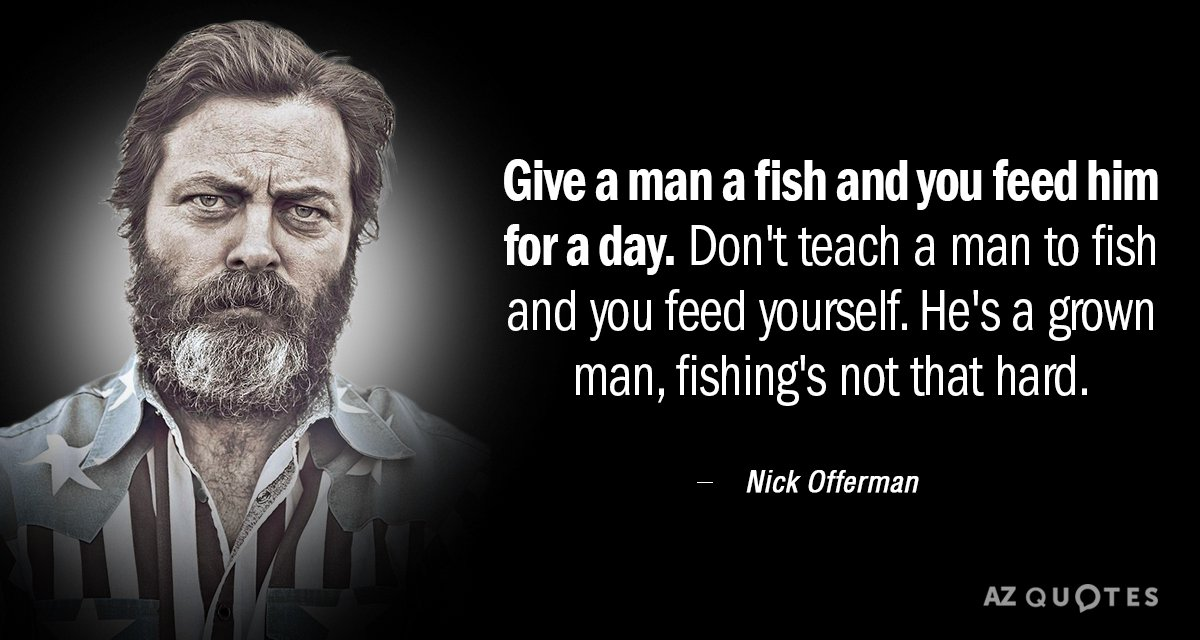 Give a man a fish and you feed him
for a day. Don't teach a man to fish
and you feed yourself. He's a grown
man, fishing's not that hard.
– Nick Offerman
AZ QUOTES